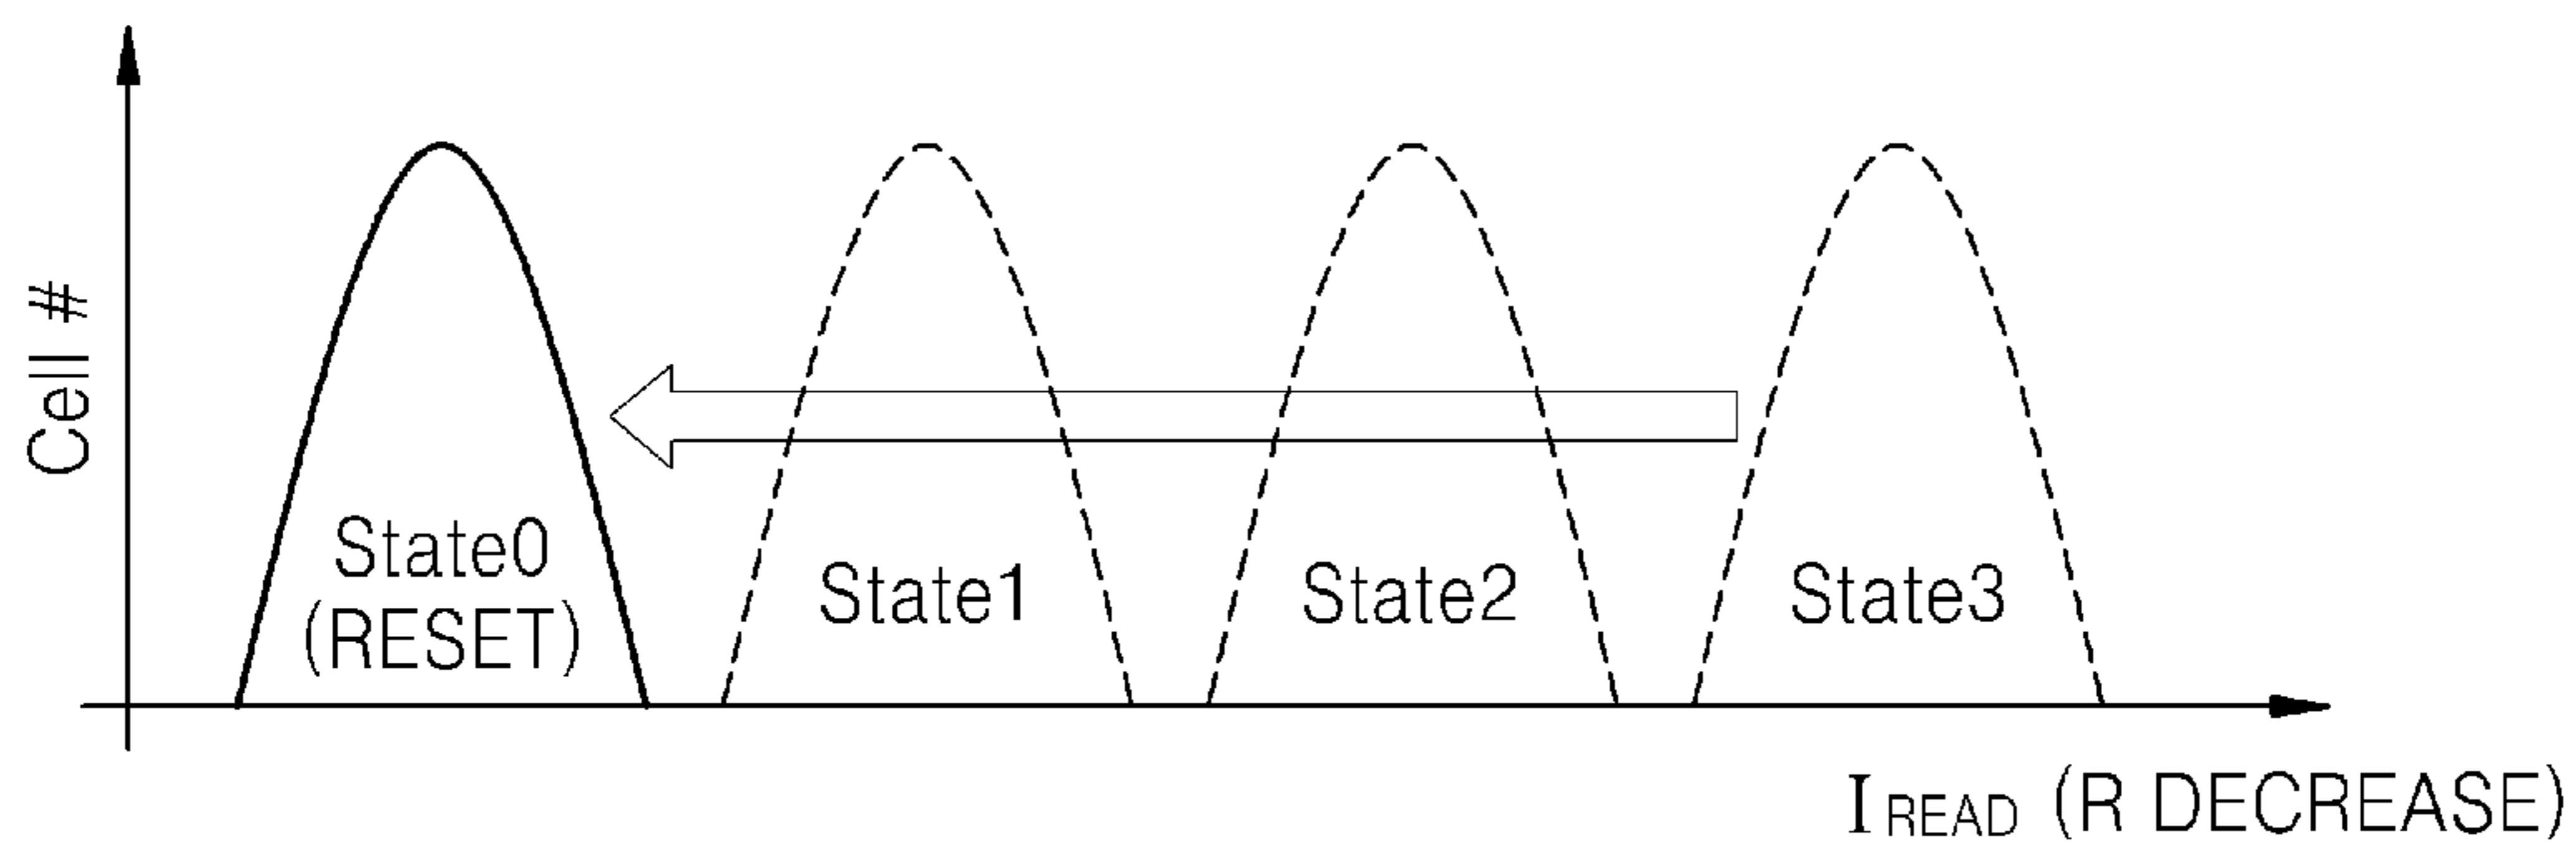 Cell #
State0
(RESET)
State1
State2
State3
IREAD (R DECREASE)